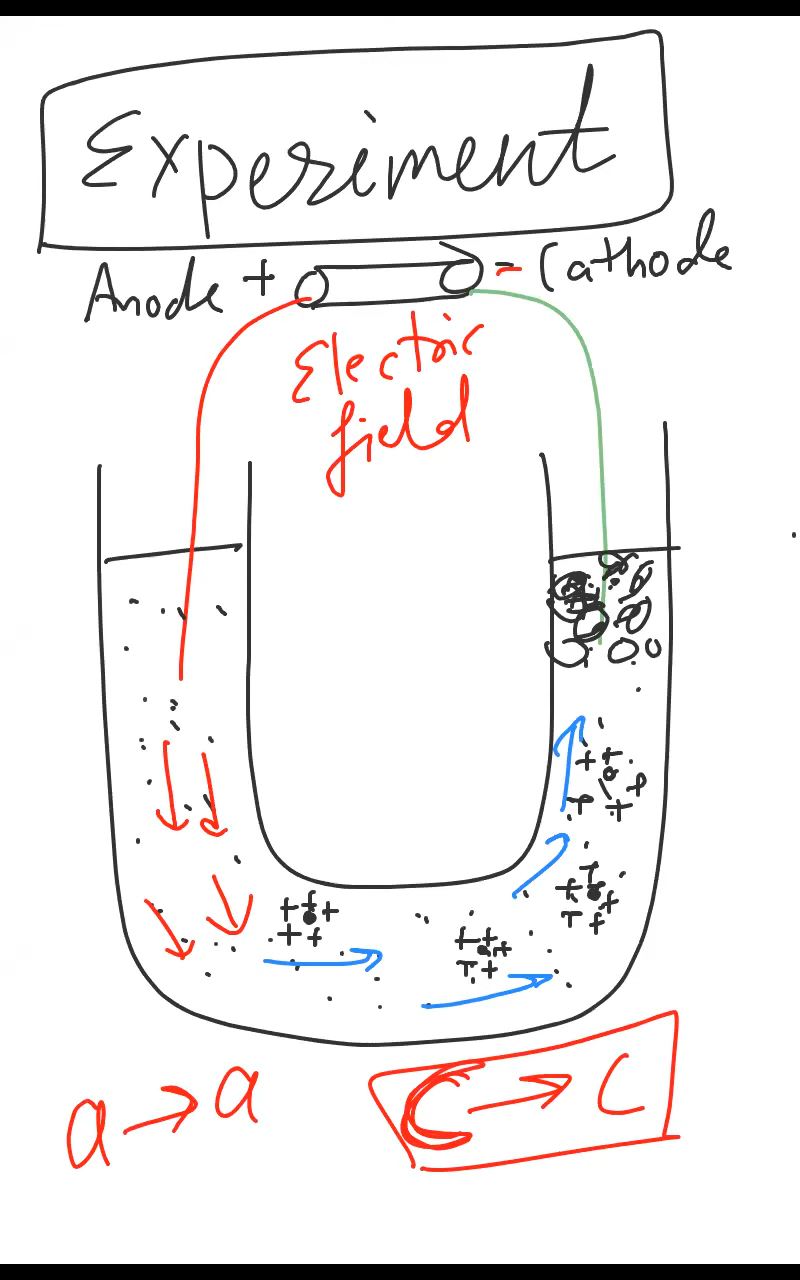 Experiment
Anode + - Cathode
Electric
field
+ + +
+ +
+ + +
+ +
+ +
+ +
+ +
+ + +
+ +
a → a
C → C